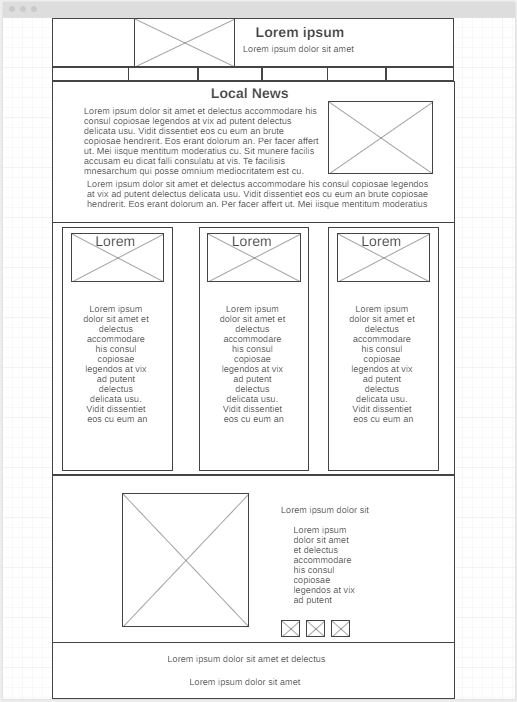 Lorem ipsum
Lorem ipsum dolor sit amet
Local News
Lorem ipsum dolor sit amet et delectus accommodare his
consul copiosae legendos at vix ad putent delectus
delicata usu. Vidit dissentiet eos cu eum an brute
copiosae hendrerit. Eos erant dolorum an. Per facer affert
ut. Mei iisque mentitum moderatius cu. Sit munere facilis
accusam eu dicat falli consulatu at vis. Te facilisis
mnesarchum qui posse omnium mediocritatem est cu.
Lorem ipsum dolor sit amet et delectus accommodare his consul copiosae legendos
at vix ad putent delectus delicata usu. Vidit dissentiet eos cu eum an brute copiosae
hendrerit. Eos erant dolorum an. Per facer affert ut. Mei iisque mentitum moderatius
Lorem
Lorem ipsum
dolor sit amet et
delectus
accommodare
his consul
copiosae
legendos at vix
ad putent
delectus
delicata usu.
Vidit dissentiet
eos cu eum an
Lorem
Lorem ipsum
dolor sit amet et
delectus
accommodare
his consul
copiosae
legendos at vix
ad putent
delectus
delicata usu.
Vidit dissentiet
eos cu eum an
Lorem
Lorem ipsum
dolor sit amet et
delectus
accommodare
his consul
copiosae
legendos at vix
ad putent
delectus
delicata usu.
Vidit dissentiet
eos cu eum an
Lorem ipsum dolor sit
Lorem ipsum
dolor sit amet
et delectus
accommodare
his consul
copiosae
legendos at vix
ad putent
Lorem ipsum dolor sit amet et delectus
Lorem ipsum dolor sit amet